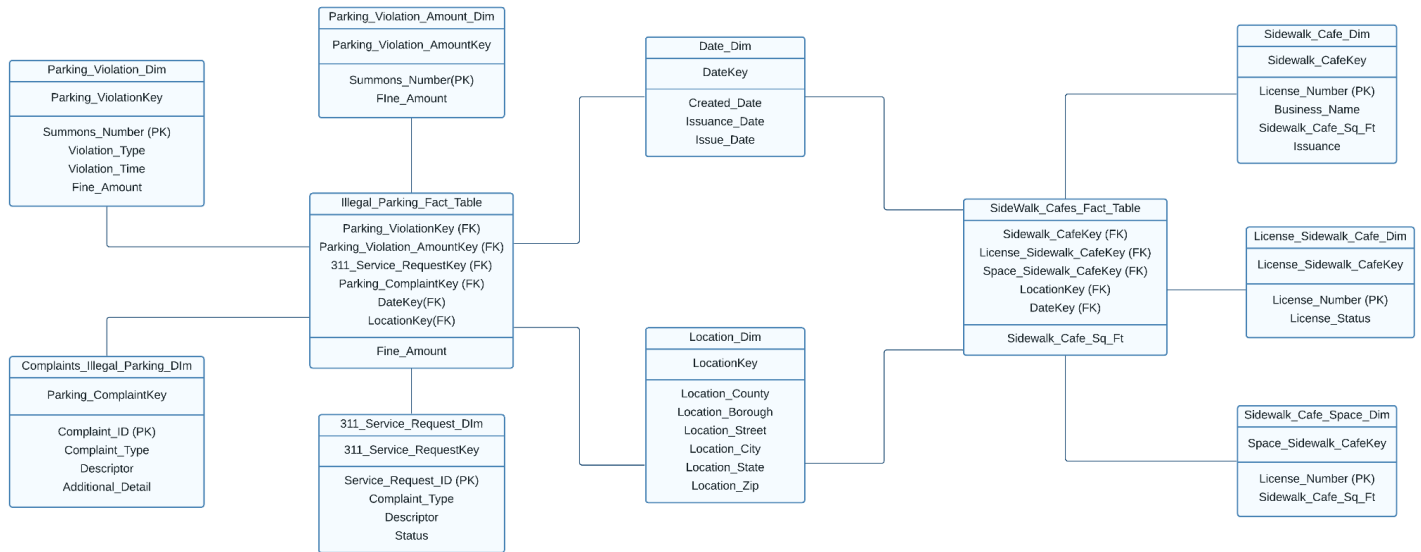 Parking_Violation_Dim
Parking_ViolationKey
Summons_Number (PK)
Violation_Type
Violation_Time
Fine_Amount
Parking_Violation_Amount_Dim
Parking_Violation_AmountKey
Summons_Number(PK)
FIne_Amount
Date_Dim
DateKey
Created_Date
Issuance_Date
Issue_Date
Sidewalk_Cafe_Dim
Sidewalk_CafeKey
License_Number (PK)
Business_Name
Sidewalk_Cafe_Sq_Ft
Issuance
Illegal_Parking_Fact_Table
Parking_ViolationKey (FK)
Parking_Violation_AmountKey (FK)
311_Service_RequestKey (FK)
Parking_ComplaintKey (FK)
DateKey(FK)
LocationKey(FK)
Fine_Amount
SideWalk_Cafes_Fact_Table
Sidewalk_CafeKey (FK)
License_Sidewalk_CafeKey (FK)
Space_Sidewalk_CafeKey (FK)
LocationKey (FK)
DateKey (FK)
Sidewalk_Cafe_Sq_Ft
License_Sidewalk_Cafe_Dim
License_Sidewalk_CafeKey
License_Number (PK)
License_Status
Complaints_Illegal_Parking_DIm
Parking_ComplaintKey
Complaint_ID (PK)
Complaint_Type
Descriptor
Additional_Detail
311_Service_Request_DIm
311_Service_RequestKey
Service_Request_ID (PK)
Complaint_Type
Descriptor
Status
Location_Dim
LocationKey
Location_County
Location_Borough
Location_Street
Location_City
Location_State
Location_Zip
Sidewalk_Cafe_Space_Dim
Space_Sidewalk_CafeKey
License_Number (PK)
Sidewalk_Cafe_Sq_Ft